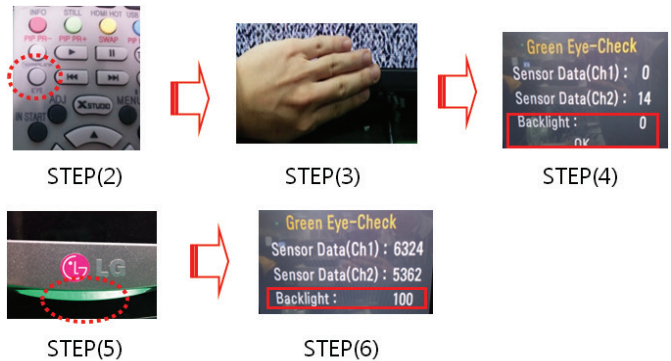 INFO STILL HDMI HOT USB
PIP PR- PIP PR+ SWAP PIP
EYE
ADJ XSTUDIO MENU
IN START
Green Eye-Check
Sensor Data(Ch1) : 0
Sensor Data(Ch2) : 14
Backlight : 0
OK
STEP(2)
STEP(3)
STEP(4)
LG LG
Green Eye-Check
Sensor Data(Ch1) : 6324
Sensor Data(Ch2) : 5362
Backlight : 100
STEP(5)
STEP(6)